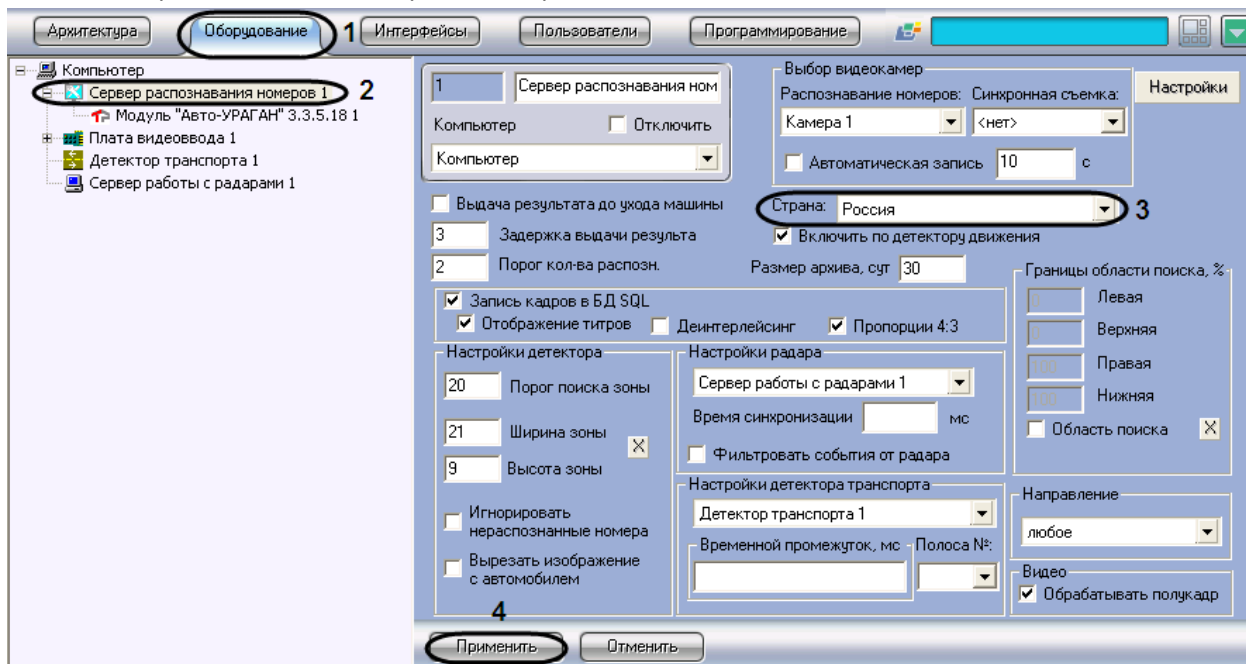 Архитектура Оборудование 1 Интерфейсы Пользователи Программирование
Компьютер
Сервер распознавания номеров 1 2
Модуль "Авто-УРАГАН" 3.3.5.18 1
Плата видеоввода 1
Детектор транспорта 1
Сервер работы с радарами 1
1 Сервер распознавания ном
Компьютер Отключить
Компьютер
Выбор видеокамер
Распознавание номеров: Синхронная съемка:
Камера 1 <нет>
Автоматическая запись 10 с
Настройки
Выдача результата до ухода машины
3 Задержка выдачи результа
2 Порог кол-ва распозн.
Страна: Россия 3
Включить по детектору движения
Размер архива, сут 30
Запись кадров в БД SQL
Отображение титров Деинтерлейсинг Пропорции 4:3
Границы области поиска, %
0 Левая
0 Верхняя
100 Правая
100 Нижняя
Область поиска X
Настройки детектора
20 Порог поиска зоны
21 Ширина зоны
X
9 Высота зоны
Игнорировать
нераспознанные номера
Вырезать изображение
с автомобилем
Настройки радара
Сервер работы с радарами 1
Время синхронизации мс
Фильтровать события от радара
Настройки детектора транспорта
Детектор транспорта 1
Временной промежуток, мс Полоса №:
Направление
любое
Видео
Обрабатывать полукадр
4
Применить Отменить